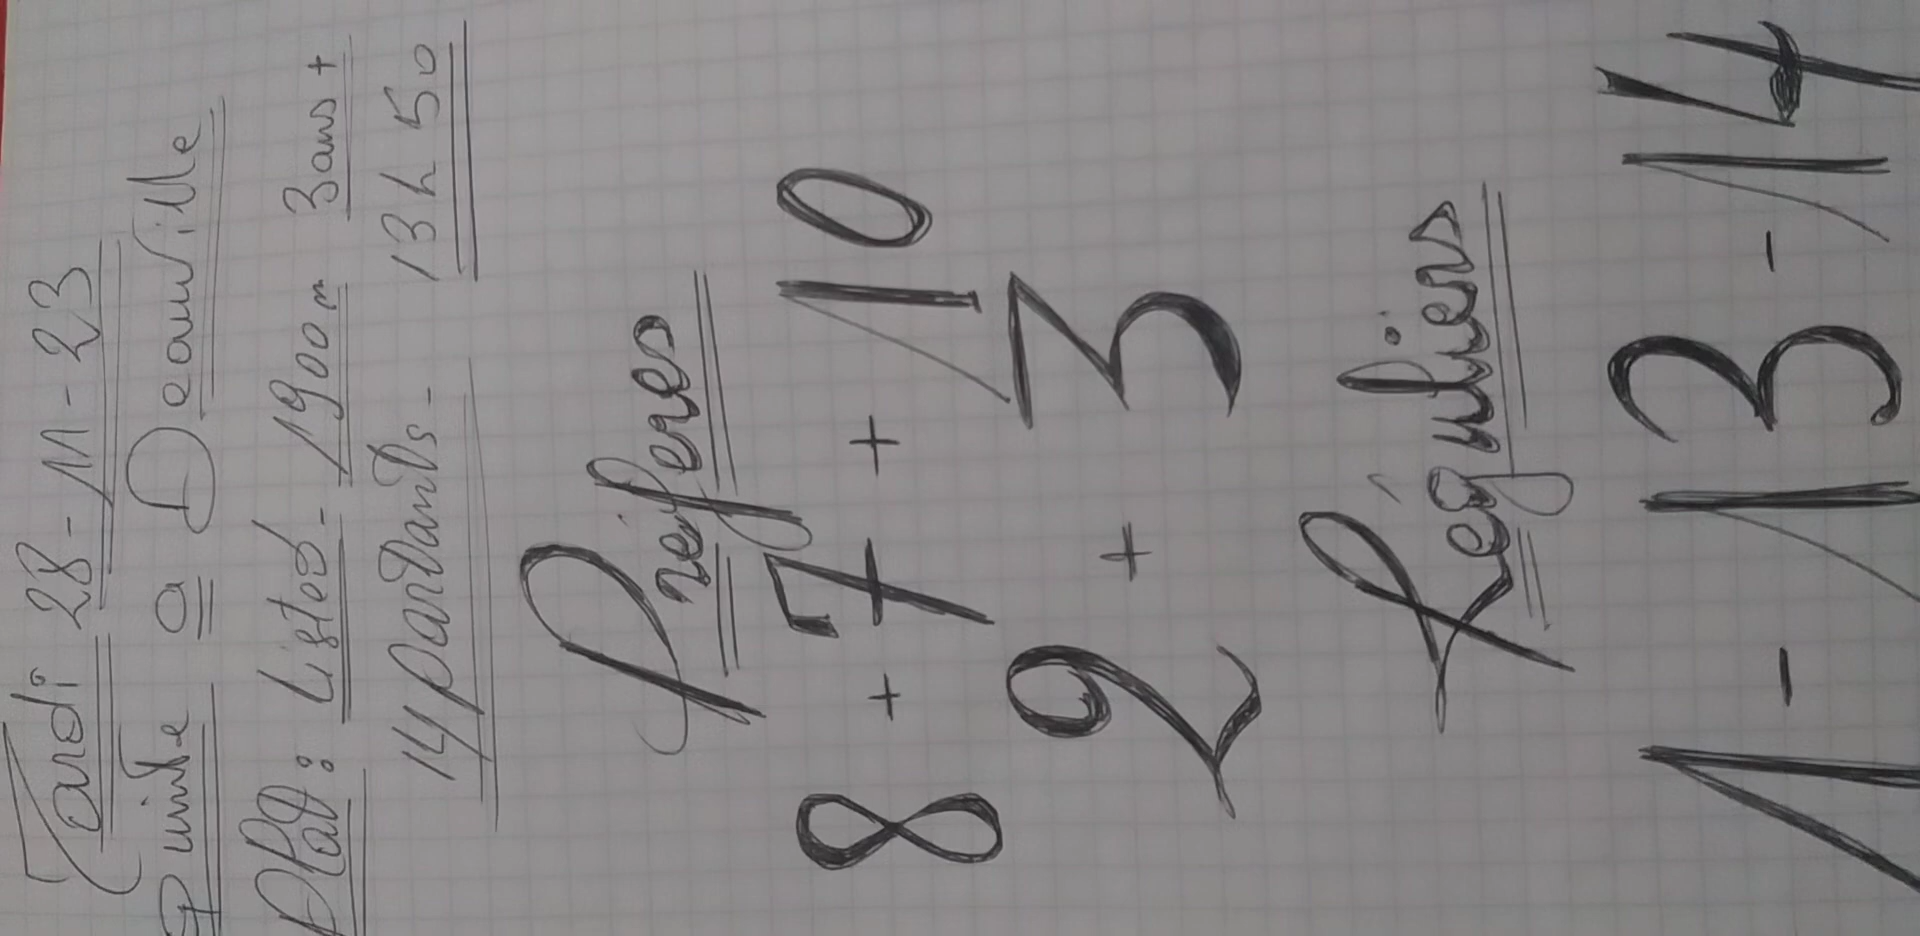 Mardi 28-11-23
Quinté à Deauville
Plat: Listed - 1900m 3ans +
14 partants - 13h50
Préférés
8 + 7 + 10
2 + 3
Réguliers
1 - 13 - 14